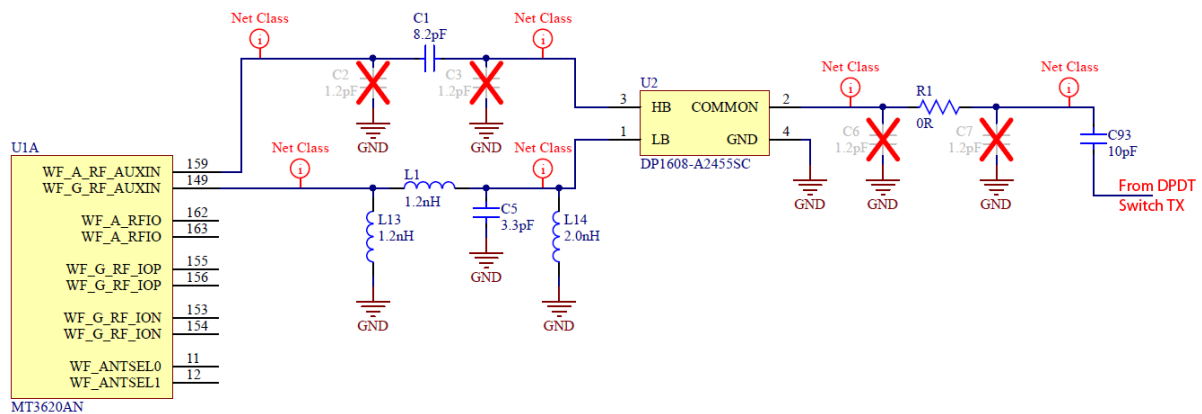 Net Class
C1
8.2pF
Net Class
C2
1.2pF
C3
1.2pF
GND
GND
U2
3 HB COMMON 2
1 LB GND 4
DP1608-A2455SC
Net Class
R1
0R
Net Class
C6
1.2pF
C7
1.2pF
C93
10pF
GND
GND
GND
From DPDT
Switch TX
U1A
WF_A_RF_AUXIN 159
WF_G_RF_AUXIN 149
WF_A_RFIO 162
WF_A_RFIO 163
WF_G_RF_IOP 155
WF_G_RF_IOP 156
WF_G_RF_ION 153
WF_G_RF_ION 154
WF_ANTSEL0 11
WF_ANTSEL1 12
MT3620AN
Net Class
L1
1.2nH
Net Class
L13
1.2nH
C5
3.3pF
L14
2.0nH
GND
GND
GND
i
i
i
i
i
i